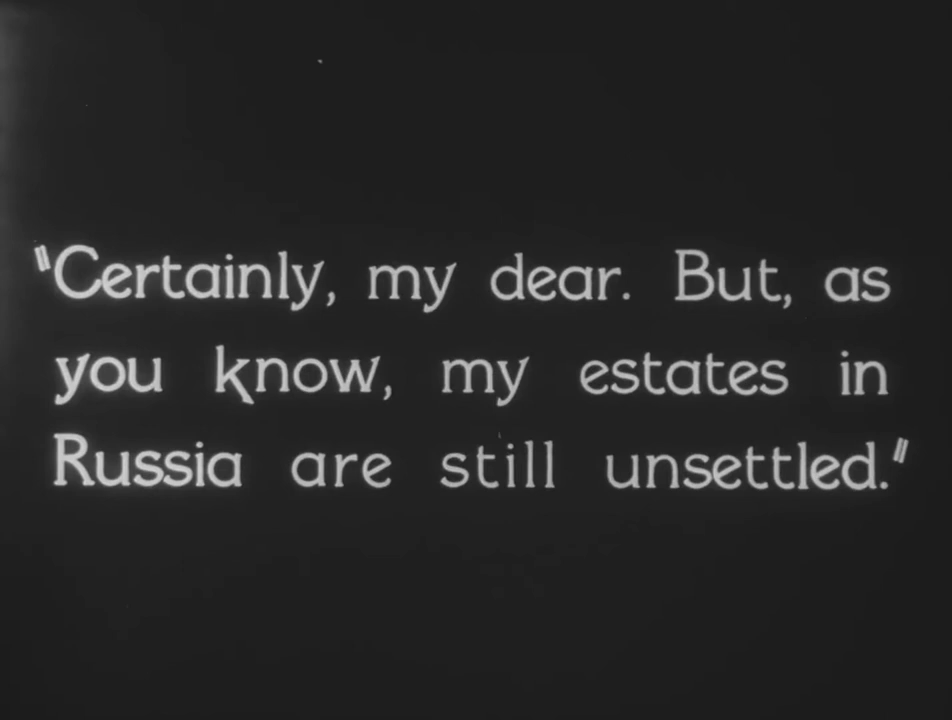 "Certainly, my dear. But, as
you know, my estates in
Russia are still unsettled."